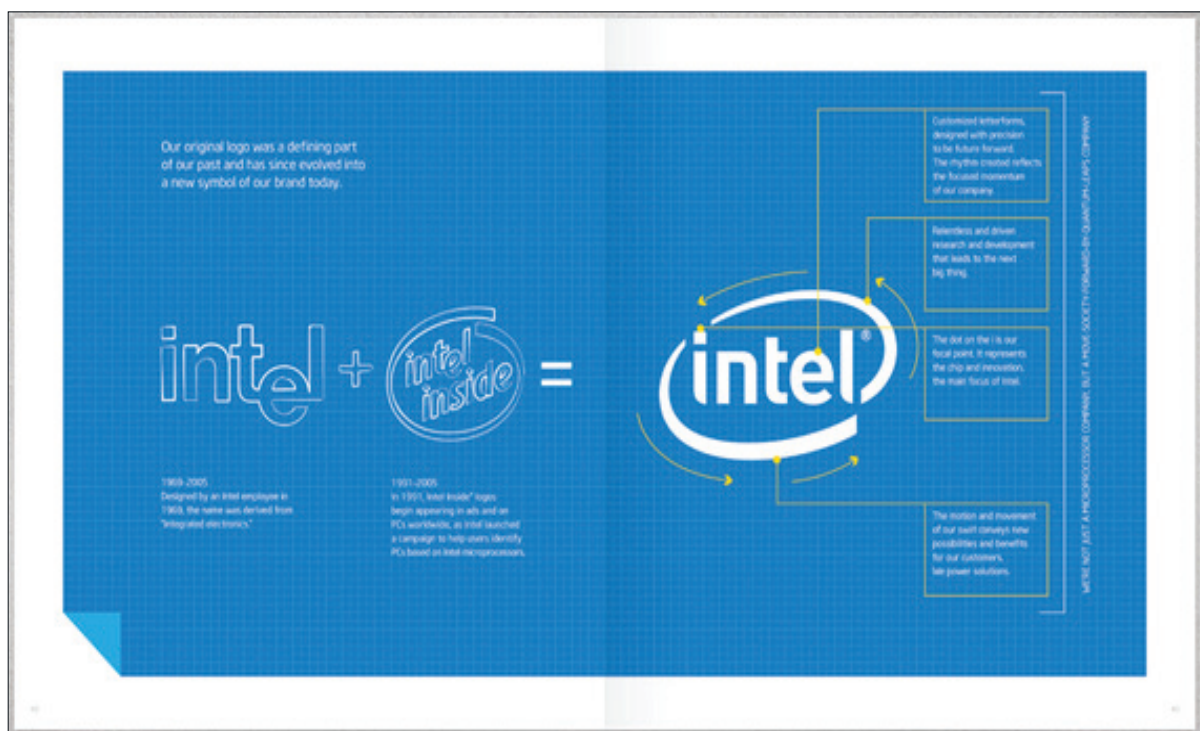 Our original logo was a defining part
of our past and has since evolved into
a new symbol of our brand today.
intel
+
intel
inside
=
intel®
1969-2005
Designed by an Intel employee in
1969, the name was derived from
"integrated electronics."
1991-2005
In 1991, Intel Inside® logos
begin appearing in ads and on
PCs worldwide, as Intel launched
a campaign to help users identify
PCs based on Intel microprocessors.
Customized letterforms,
designed with precision
to be future forward.
The rhythm created reflects
the focused momentum
of our company.
Relentless and driven
research and development
that leads to the next
big thing.
The dot on the i is our
focal point. It represents
the chip and innovation,
the main focus of Intel.
The motion and movement
of our swirl conveys new
possibilities and benefits
for our customers.
We power solutions.
WE'RE NOT JUST A MICROPROCESSOR COMPANY, BUT A MOVE-SOCIETY-FORWARD-BY-QUANTUM-LEAPS COMPANY